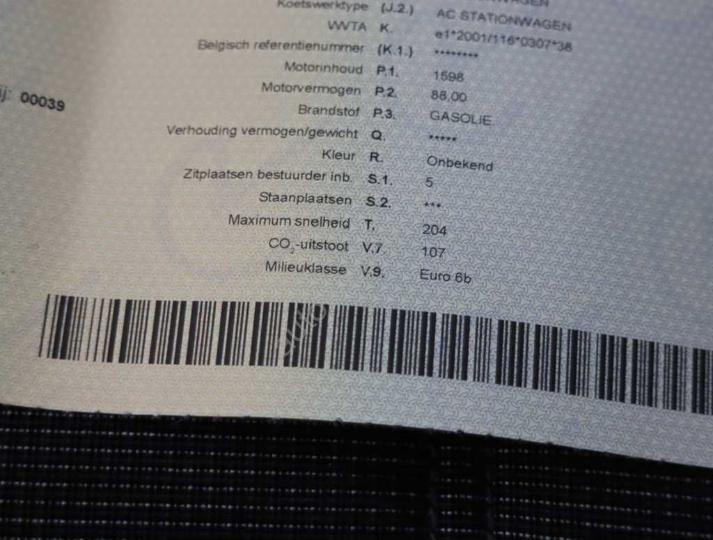 Koetswerktype (J.2.) AC STATIONWAGEN
WVTA K. e1*2001/116*0307*38
Belgisch referentienummer (K.1.) ********
Motorinhoud P.1. 1598
Motorvermogen P.2. 88,00
00039
Brandstof P.3. GASOLIE
Verhouding vermogen/gewicht Q. *****
Kleur R. Onbekend
Zitplaatsen bestuurder inb. S.1. 5
Staanplaatsen S.2. ***
Maximum snelheid T. 204
CO₂-uitstoot V.7. 107
Milieuklasse V.9. Euro 6b